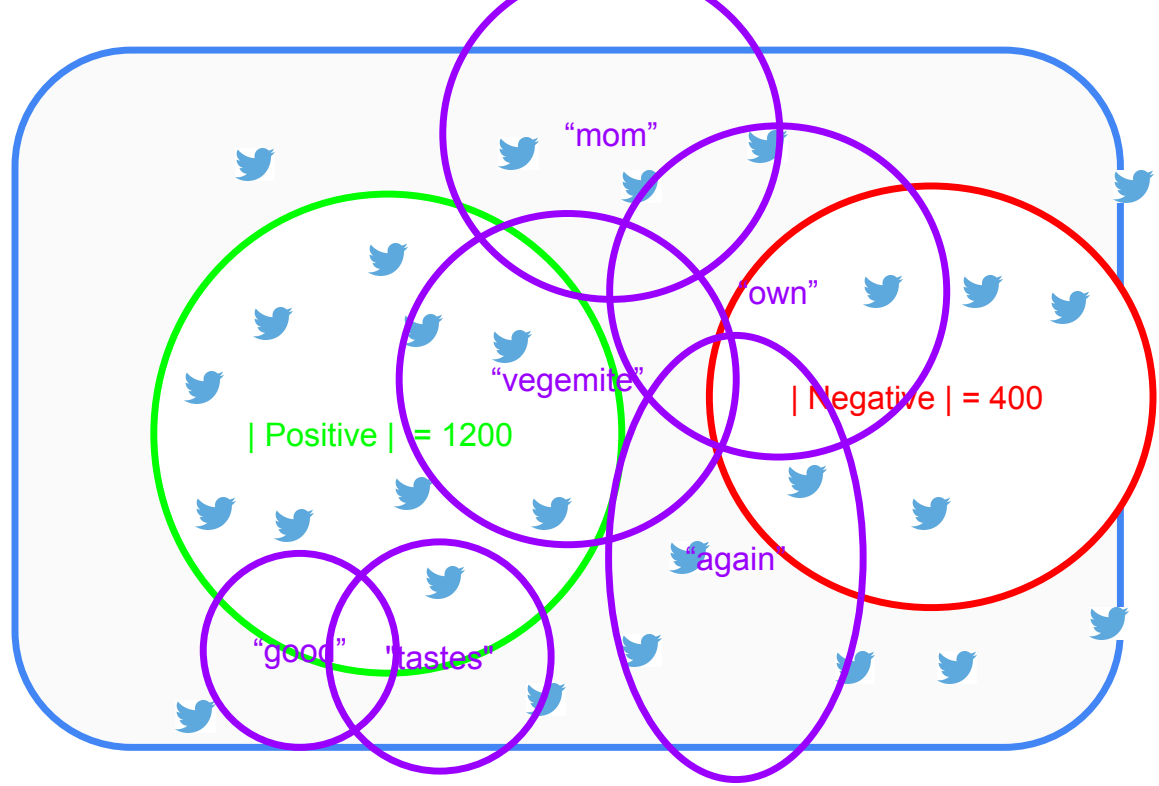 “mom”
“own”
“vegemite”
| Negative | = 400
| Positive |  = 1200
“again”
“good”
"tastes"